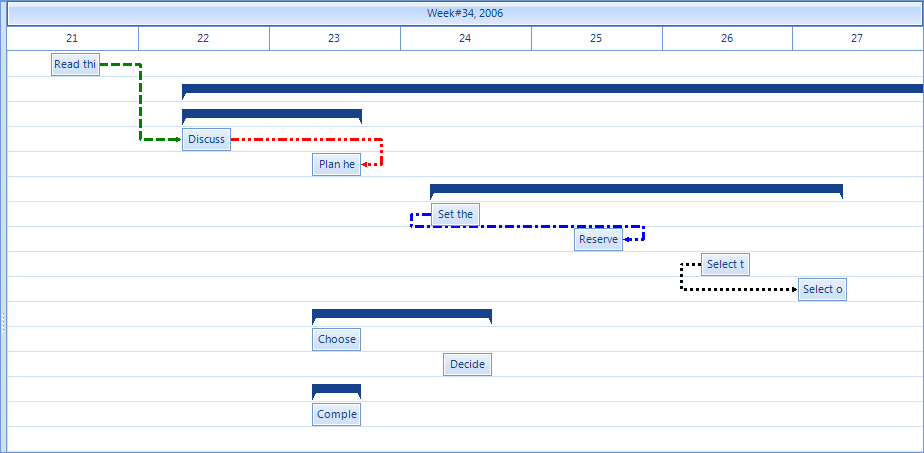 Week#34, 2006
21 22 23 24 25 26 27
Read thi
Discuss
Plan he
Set the
Reserve
Select t
Select o
Choose
Decide
Comple